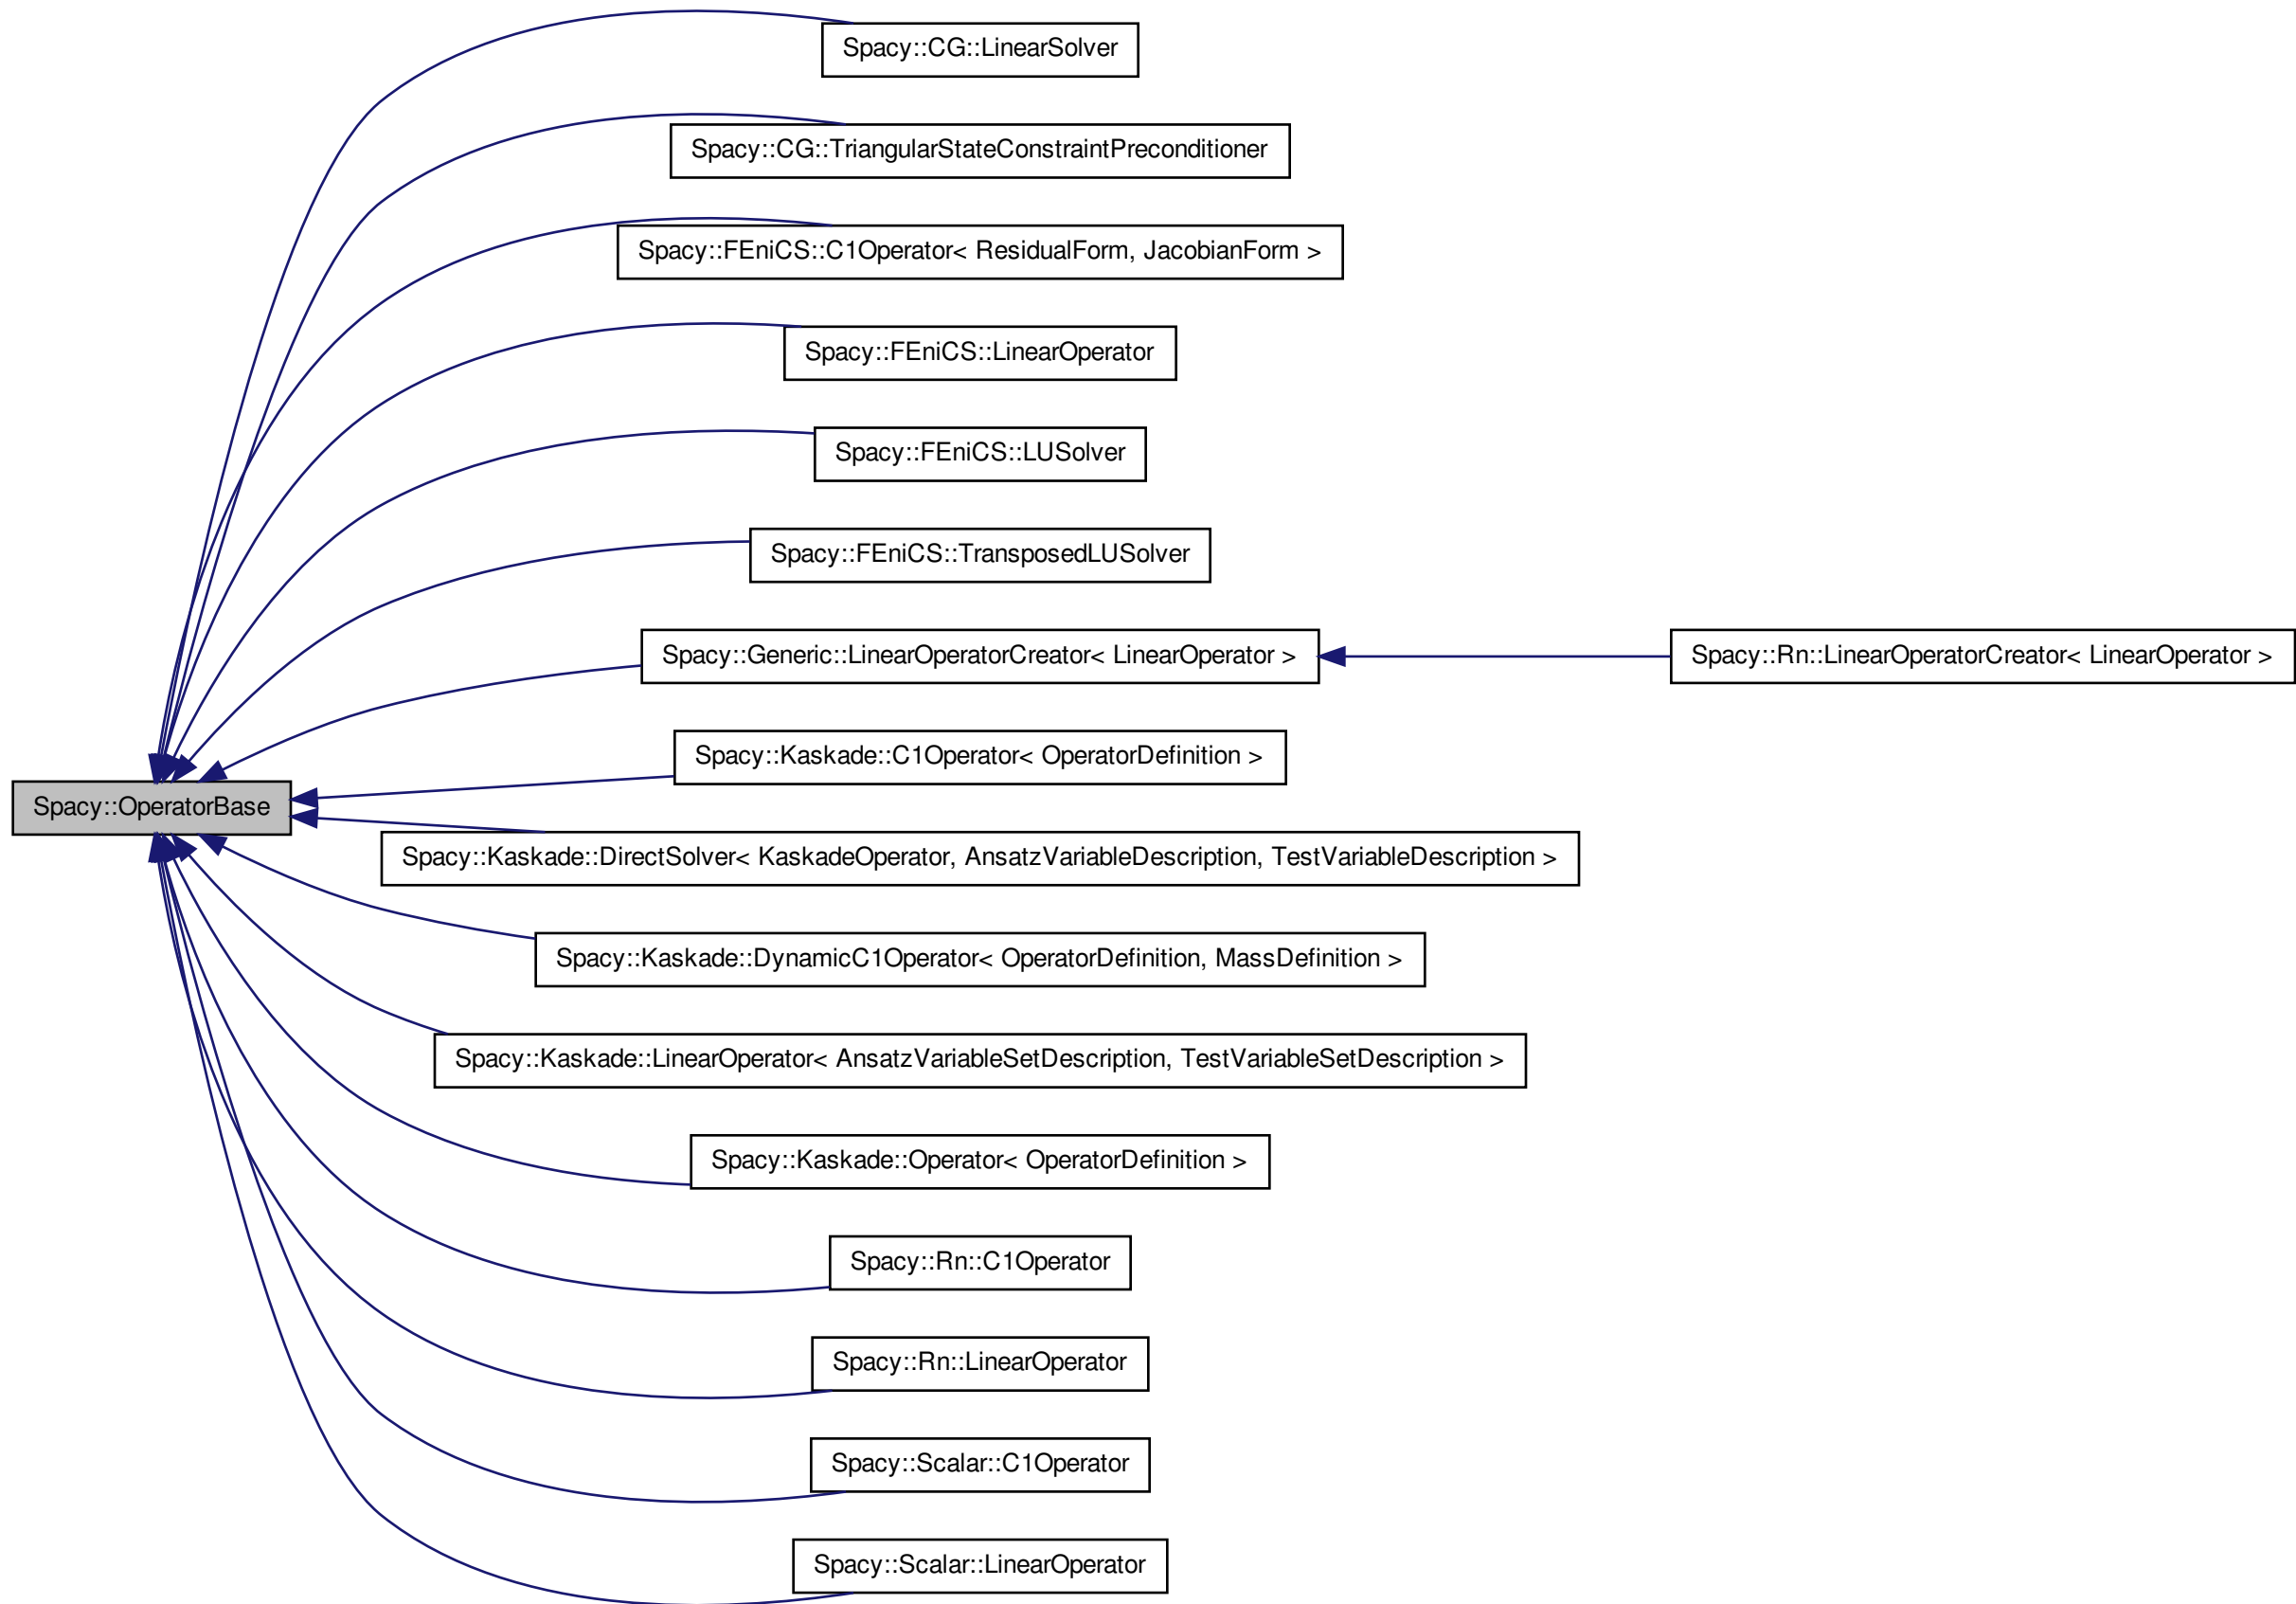 Spacy::CG::LinearSolver
Spacy::CG::TriangularStateConstraintPreconditioner
Spacy::FEniCS::C1Operator< ResidualForm, JacobianForm >
Spacy::FEniCS::LinearOperator
Spacy::FEniCS::LUSolver
Spacy::FEniCS::TransposedLUSolver
Spacy::Generic::LinearOperatorCreator< LinearOperator >
Spacy::Rn::LinearOperatorCreator< LinearOperator >
Spacy::Kaskade::C1Operator< OperatorDefinition >
Spacy::OperatorBase
Spacy::Kaskade::DirectSolver< KaskadeOperator, AnsatzVariableDescription, TestVariableDescription >
Spacy::Kaskade::DynamicC1Operator< OperatorDefinition, MassDefinition >
Spacy::Kaskade::LinearOperator< AnsatzVariableSetDescription, TestVariableSetDescription >
Spacy::Kaskade::Operator< OperatorDefinition >
Spacy::Rn::C1Operator
Spacy::Rn::LinearOperator
Spacy::Scalar::C1Operator
Spacy::Scalar::LinearOperator